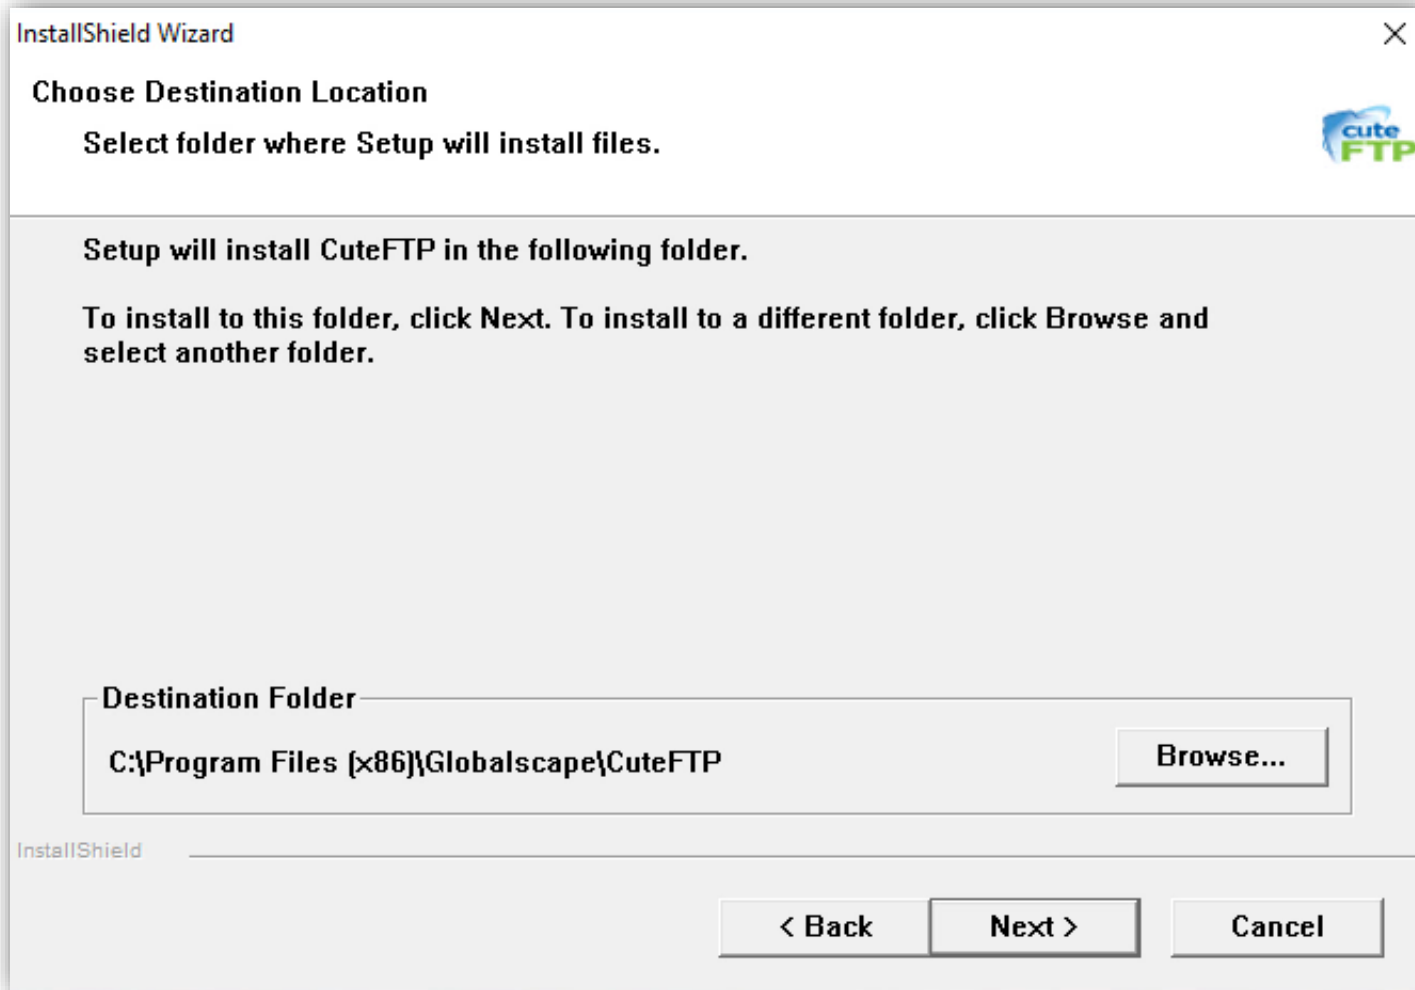 InstallShield Wizard
Choose Destination Location
Select folder where Setup will install files.
cute
FTP
Setup will install CuteFTP in the following folder.
To install to this folder, click Next. To install to a different folder, click Browse and
select another folder.
Destination Folder
C:\Program Files (x86)\Globalscape\CuteFTP
Browse...
InstallShield
< Back
Next >
Cancel